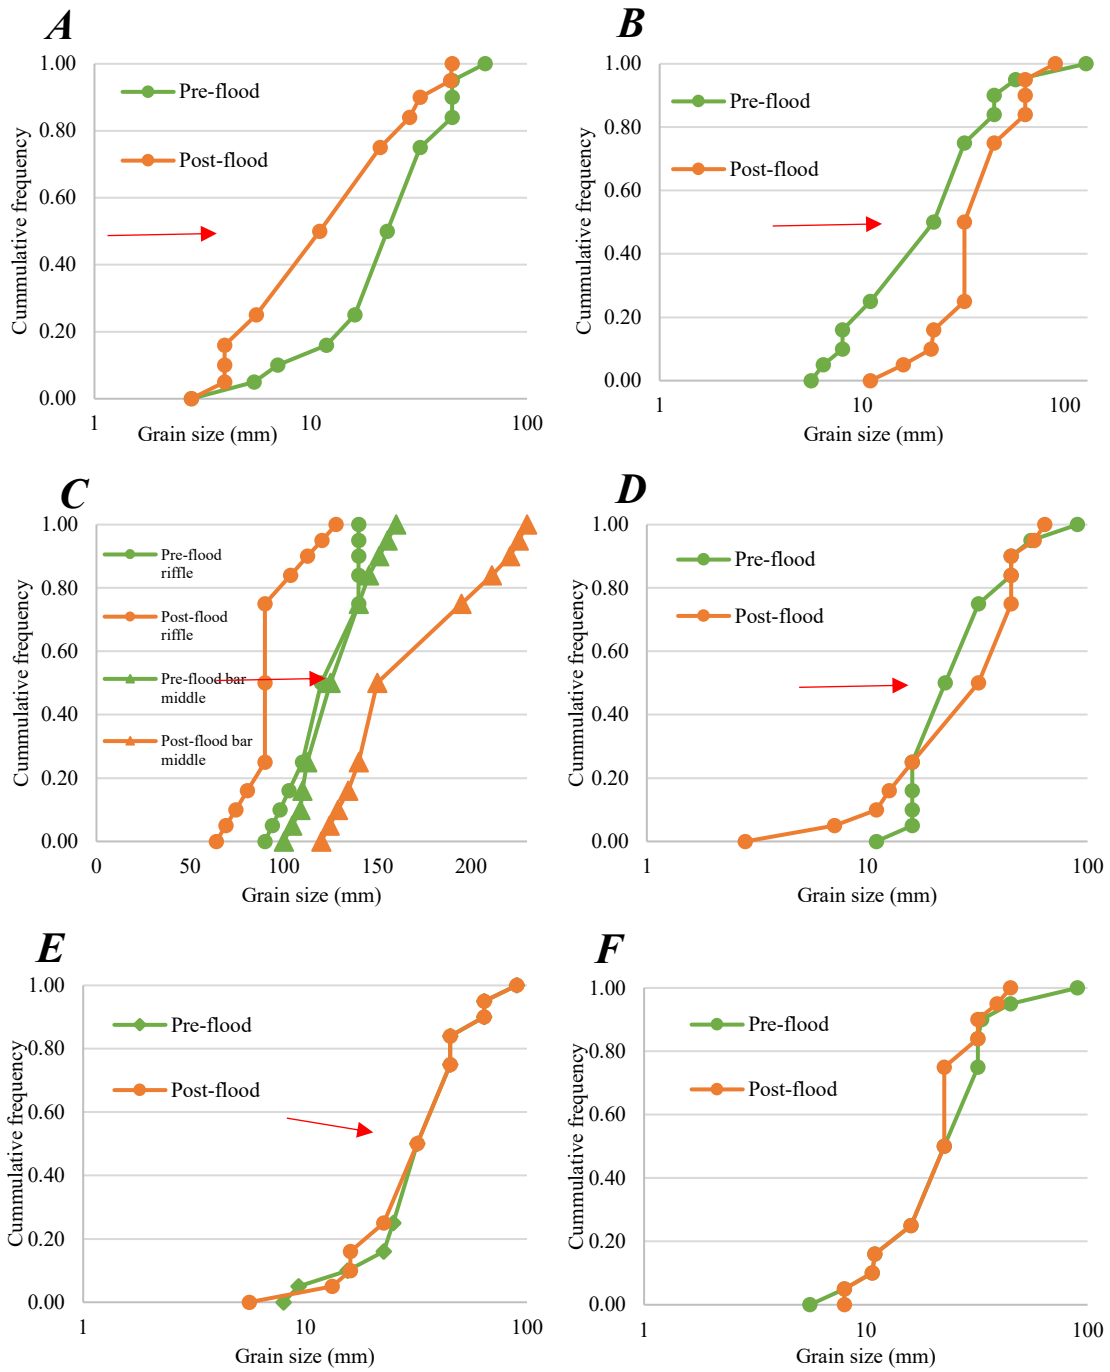 A
Cummulative frequency
1.00
0.80
0.60
0.40
0.20
0.00
Pre-flood
Post-flood
1
10
100
Grain size (mm)
B
Cummulative frequency
1.00
0.80
0.60
0.40
0.20
0.00
Pre-flood
Post-flood
1
10
100
Grain size (mm)
C
Cummulative frequency
1.00
0.80
0.60
0.40
0.20
0.00
Pre-flood
riffle
Post-flood
riffle
Pre-flood bar
middle
Post-flood bar
middle
0
50
100
150
200
Grain size (mm)
D
Cummulative frequency
1.00
0.80
0.60
0.40
0.20
0.00
Pre-flood
Post-flood
1
10
100
Grain size (mm)
E
Cummulative frequency
1.00
0.80
0.60
0.40
0.20
0.00
Pre-flood
Post-flood
1
10
100
Grain size (mm)
F
Cummulative frequency
1.00
0.80
0.60
0.40
0.20
0.00
Pre-flood
Post-flood
1
10
100
Grain size (mm)